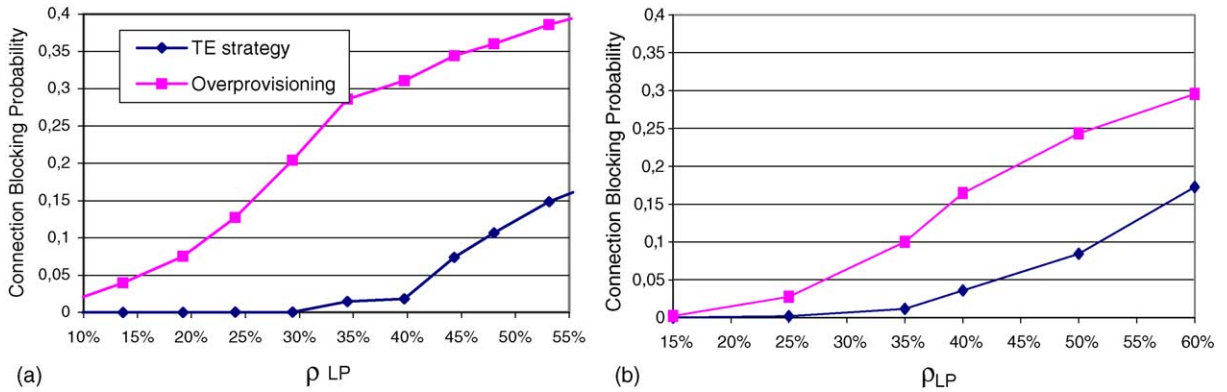 Connection Blocking Probability
0,4
0,35
0,3
0,25
0,2
0,15
0,1
0,05
0
TE strategy
Overprovisioning
10% 15% 20% 25% 30% 35% 40% 45% 50% 55%
(a) ρ LP
Connection Blocking Probability
0,4
0,35
0,3
0,25
0,2
0,15
0,1
0,05
0
15% 20% 25% 30% 35% 40% 45% 50% 55% 60%
(b) ρLP